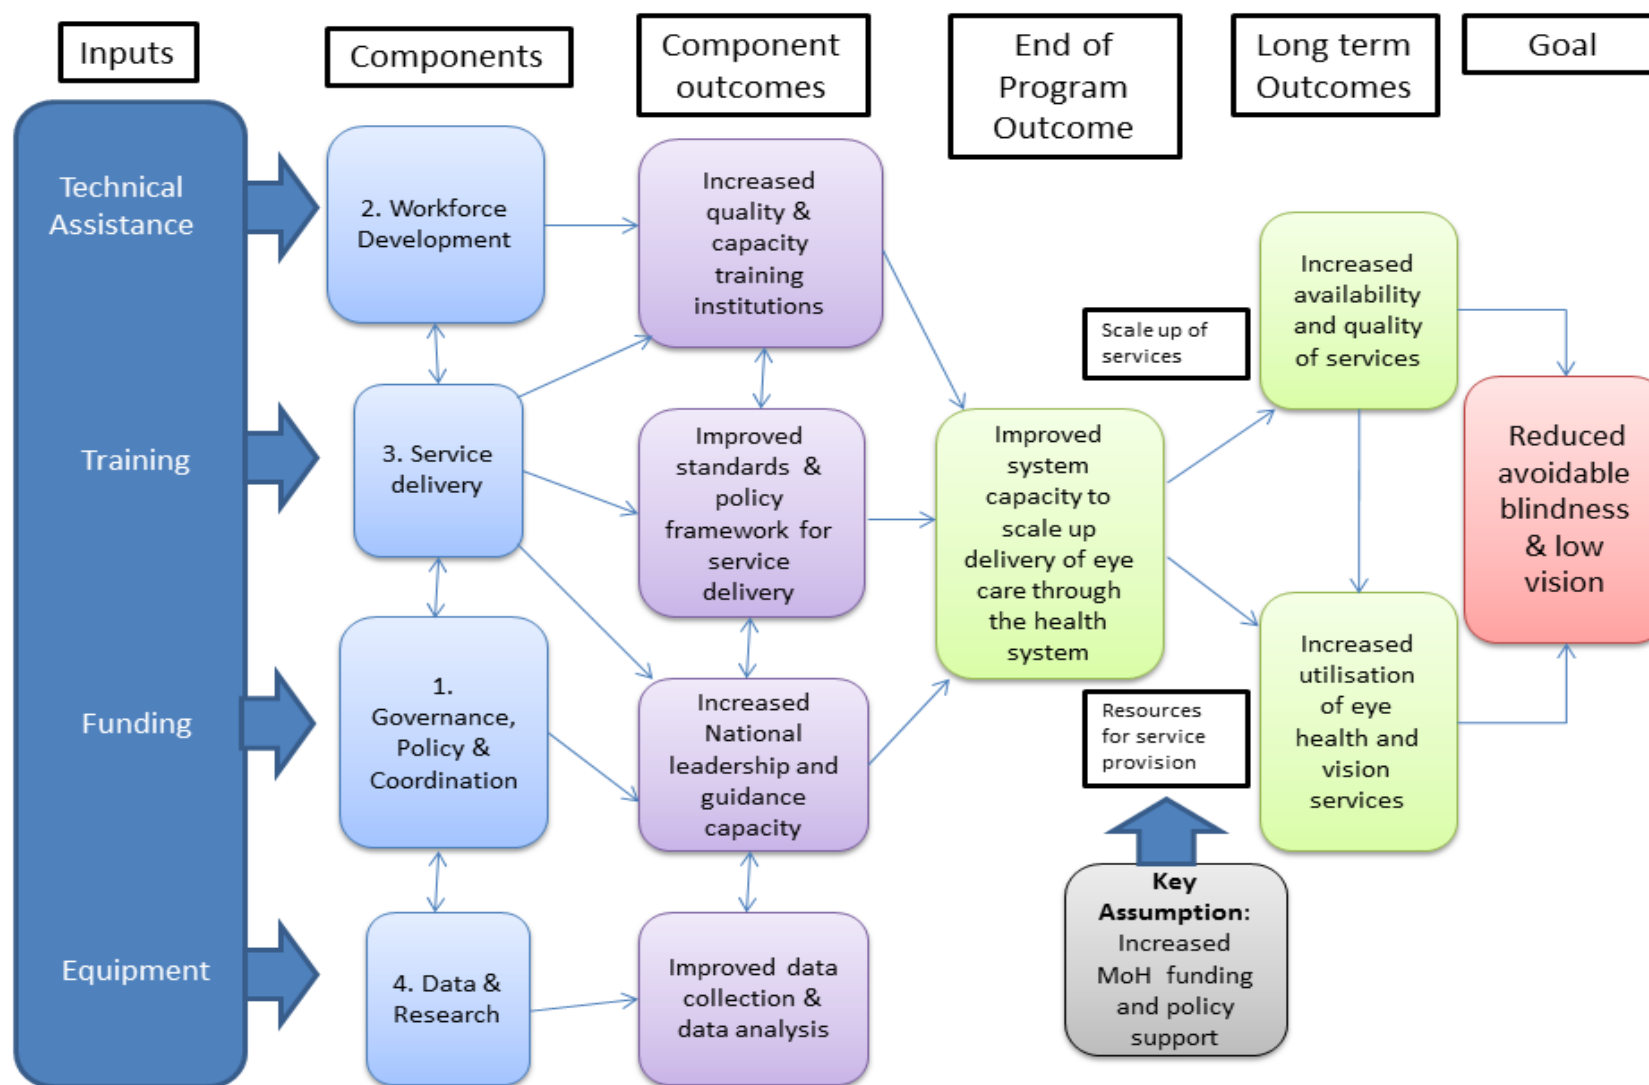 Inputs
Components
Component
outcomes
End of
Program
Outcome
Long term
Outcomes
Goal
Technical
Assistance
Training
Funding
Equipment
2. Workforce
Development
3. Service
delivery
1.
Governance,
Policy &
Coordination
4. Data &
Research
Increased
quality &
capacity
training
institutions
Improved
standards & 
policy
framework for
service
delivery
Increased
National
leadership and
guidance
capacity
Improved data
collection &
data analysis
Improved
system
capacity to
scale up
delivery of eye
care through
the health
system
Scale up of
services
Resources
for service
provision
Key
Assumption:
Increased
MoH funding
and policy
support
Increased
availability
and quality
of services
Increased
utilisation
of eye
health and
vision
services
Reduced
avoidable
blindness
& low
vision